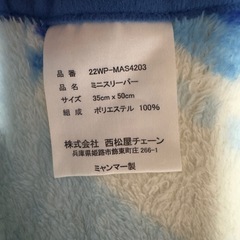 品番 22WP-MAS4203
品名 ミニスリーパー
サイズ 35cm x 50cm
組成 ポリエステル 100%
株式会社 西松屋チェーン
兵庫県姫路市飾東町庄 266-1
ミャンマー製